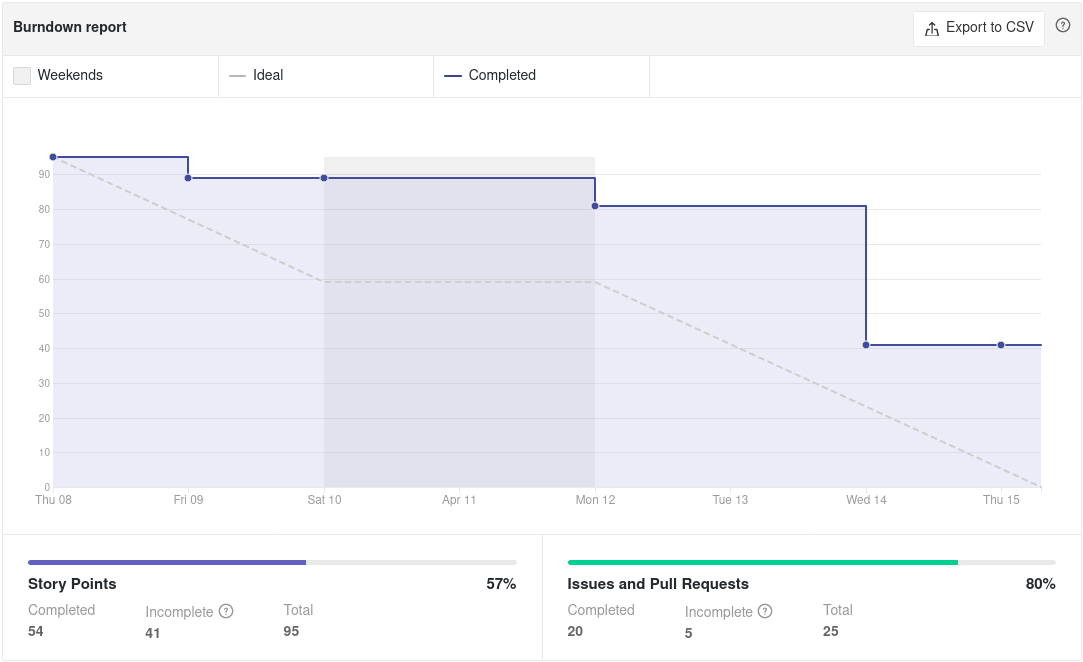 Burndown report
Export to CSV
Weekends
Ideal
Completed
90
80
70
60
50
40
30
20
10
0
Thu 08 Fri 09 Sat 10 Apr 11 Mon 12 Tue 13 Wed 14 Thu 15
Story Points 57%
Completed Incomplete ? Total
54 41 95
Issues and Pull Requests 80%
Completed Incomplete ? Total
20 5 25